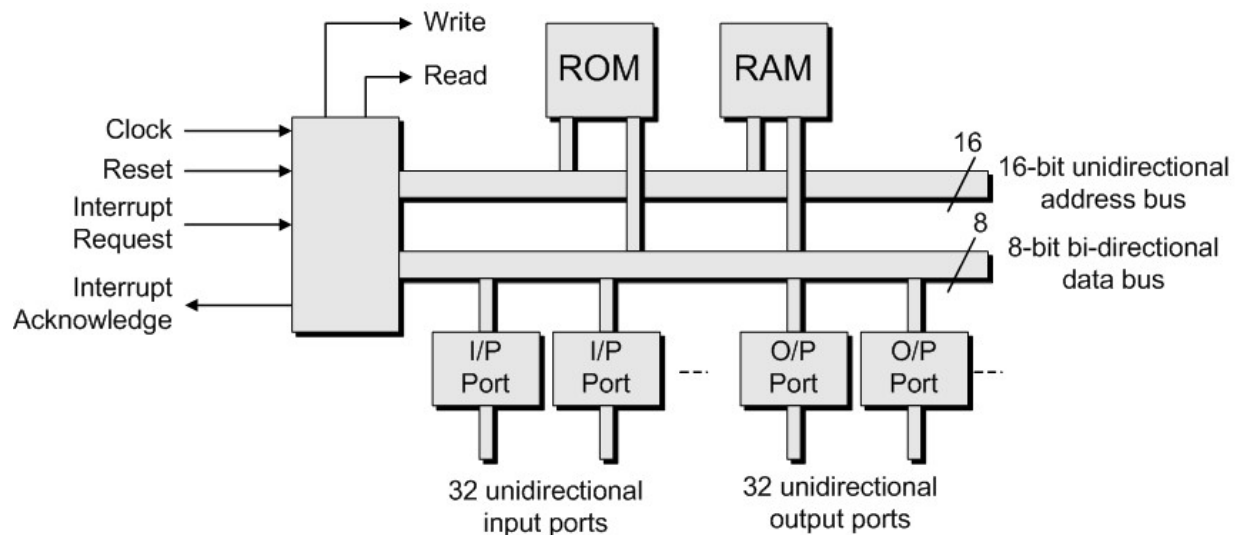 Write
Read
ROM
RAM
Clock
Reset
Interrupt
Request
Interrupt
Acknowledge
16
16-bit unidirectional
address bus
8
8-bit bi-directional
data bus
I/P
Port
I/P
Port
O/P
Port
O/P
Port
32 unidirectional
input ports
32 unidirectional
output ports